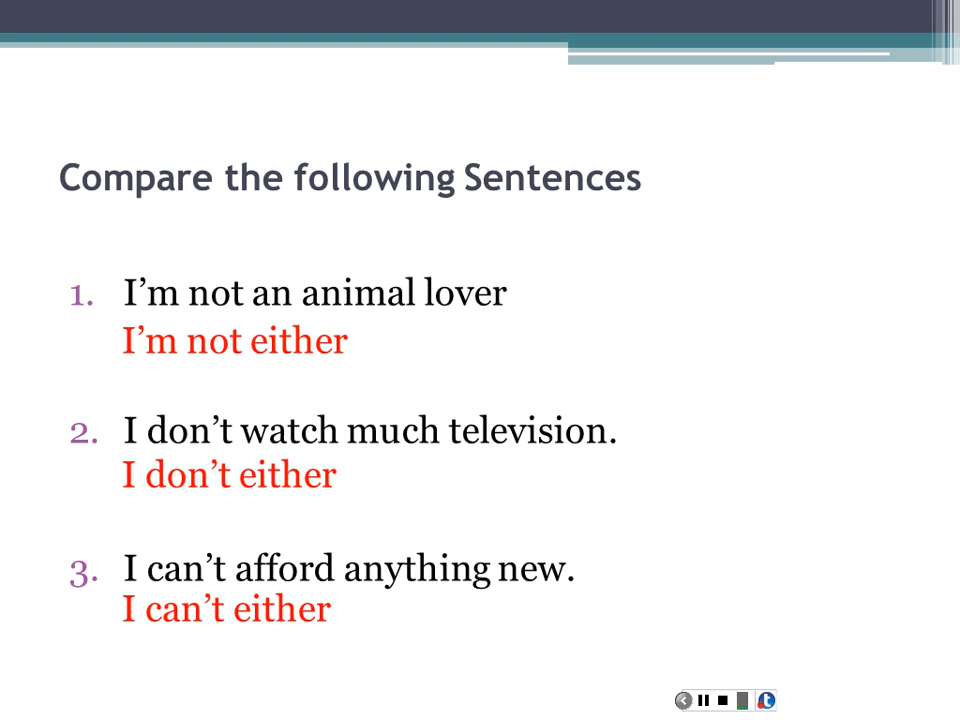 Compare the following Sentences
1. I’m not an animal lover
I’m not either
2. I don’t watch much television.
I don’t either
3. I can’t afford anything new.
I can’t either